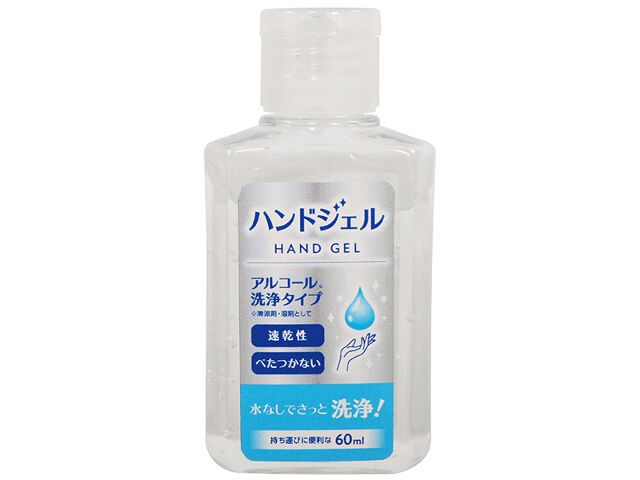 ハンドジェル
HAND GEL
アルコール※
洗浄タイプ
※清涼剤・溶剤として
速乾性
べたつかない
水なしでさっと 洗浄!
持ち運びに便利な 60ml